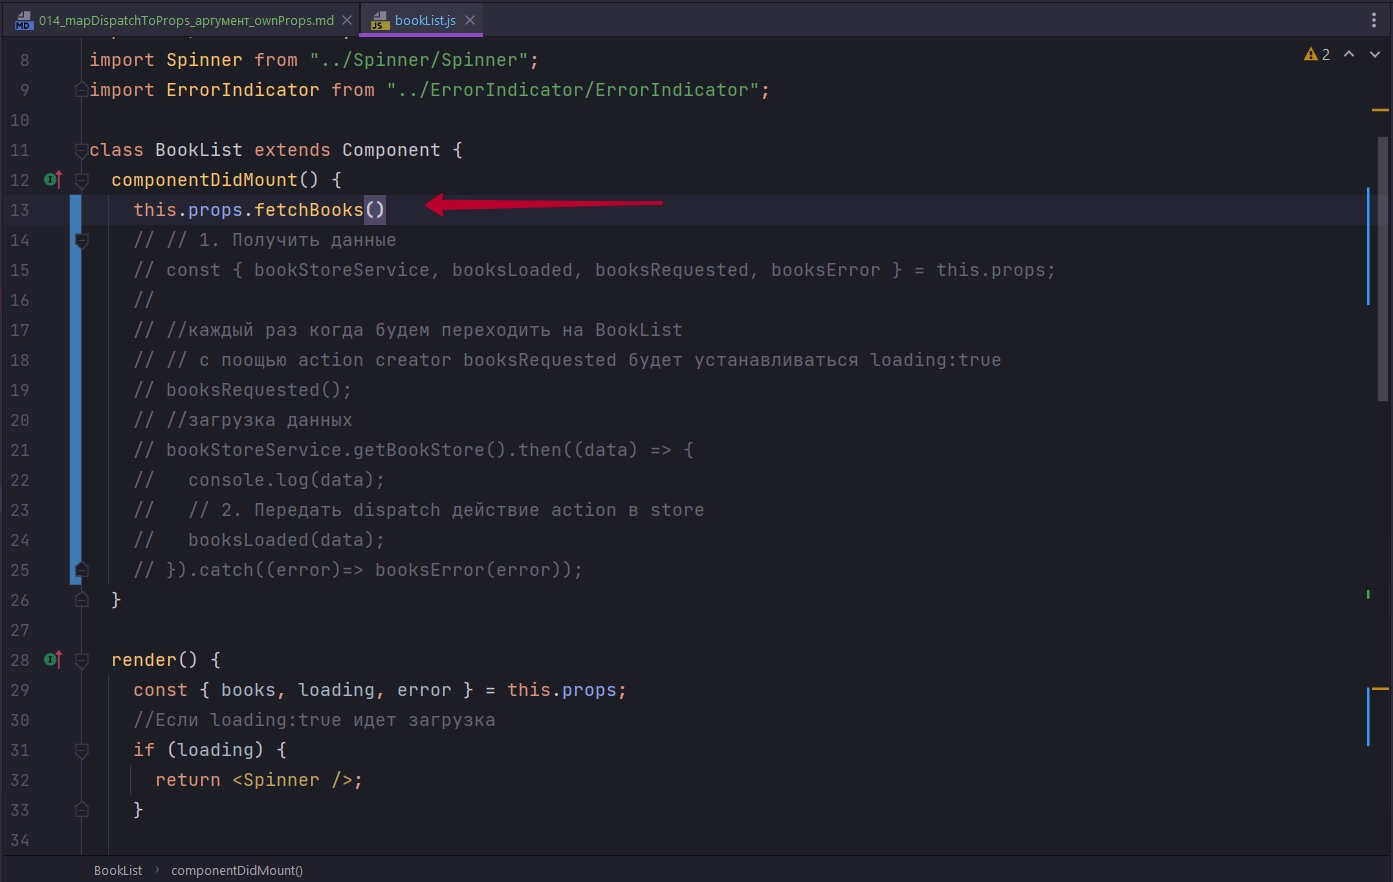 014_mapDispatchToProps_аргумент_ownProps.md
bookList.js
2
8 import Spinner from "../Spinner/Spinner";
9 import ErrorIndicator from "../ErrorIndicator/ErrorIndicator";
10
11 class BookList extends Component {
12 componentDidMount() {
13 this.props.fetchBooks()
14 // // 1. Получить данные
15 // const { bookStoreService, booksLoaded, booksRequested, booksError } = this.props;
16 //
17 // //каждый раз когда будем переходить на BookList
18 // // с поощью action creator booksRequested будет устанавливаться loading:true
19 // booksRequested();
20 // //загрузка данных
21 // bookStoreService.getBookStore().then((data) => {
22 //   console.log(data);
23 //   // 2. Передать dispatch действие action в store
24 //   booksLoaded(data);
25 // }).catch((error)=> booksError(error));
26 }
27
28 render() {
29 const { books, loading, error } = this.props;
30 //Если loading:true идет загрузка
31 if (loading) {
32 return <Spinner />;
33 }
34
BookList › componentDidMount()